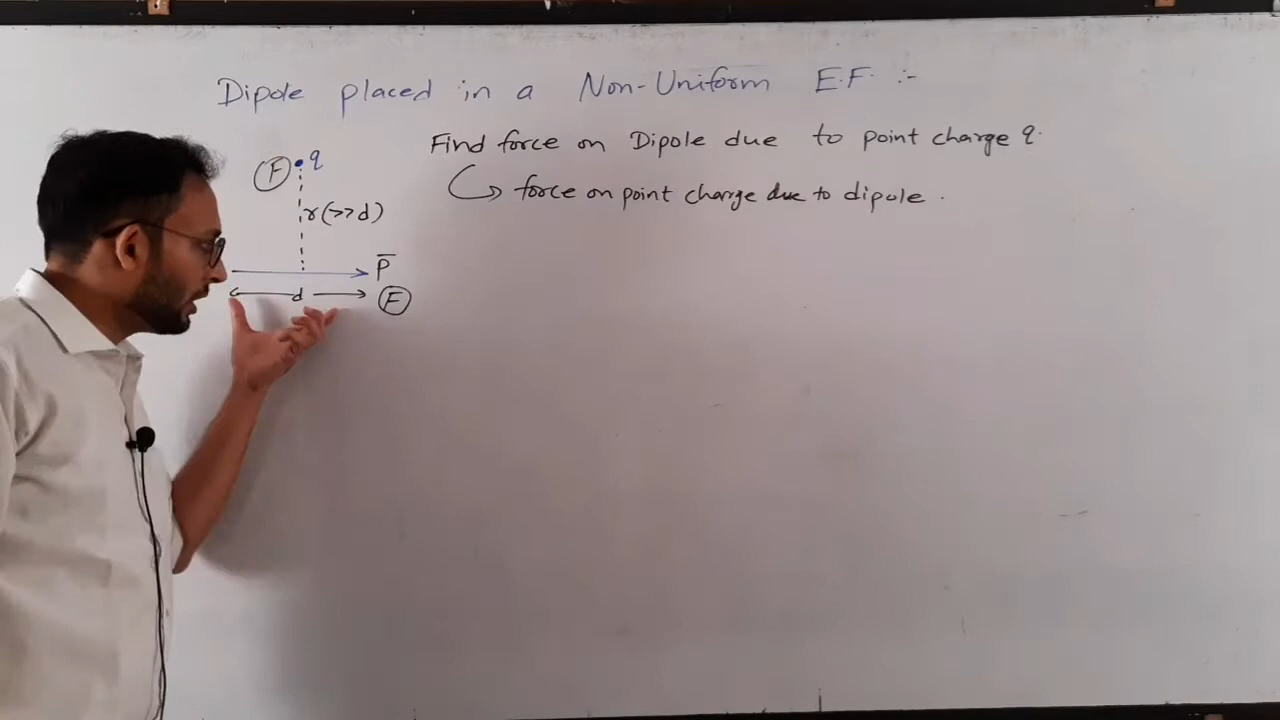 Dipole placed in a Non-Uniform E.F. :-
Find force on Dipole due to point charge q.
force on point charge due to dipole.
F q
r(>>d)
P
d
F